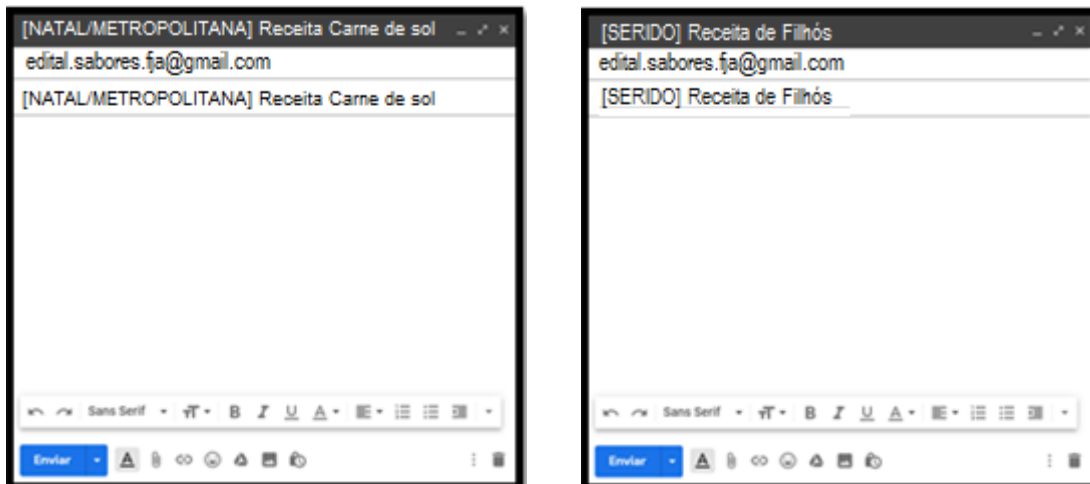 [NATAL/METROPOLITANA] Receita Carne de sol
edital.sabores.fja@gmail.com
[NATAL/METROPOLITANA] Receita Carne de sol
Sans Serif
Enviar
[SERIDO] Receita de Filhós
edital.sabores.fja@gmail.com
[SERIDO] Receita de Filhós
Sans Serif
Enviar